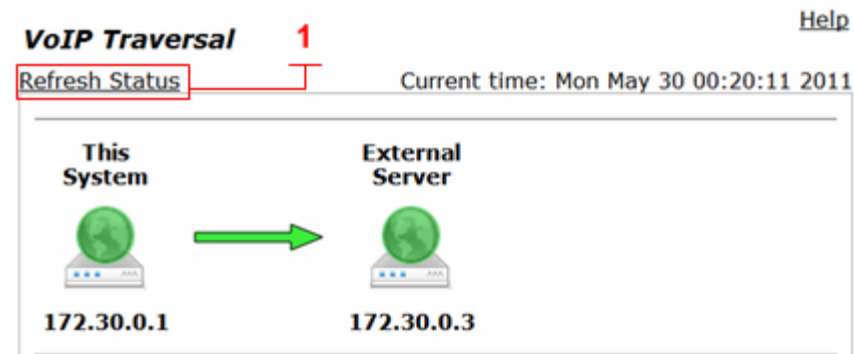 Help
VoIP Traversal 1
Refresh Status Current time: Mon May 30 00:20:11 2011
This External
System Server
172.30.0.1 172.30.0.3